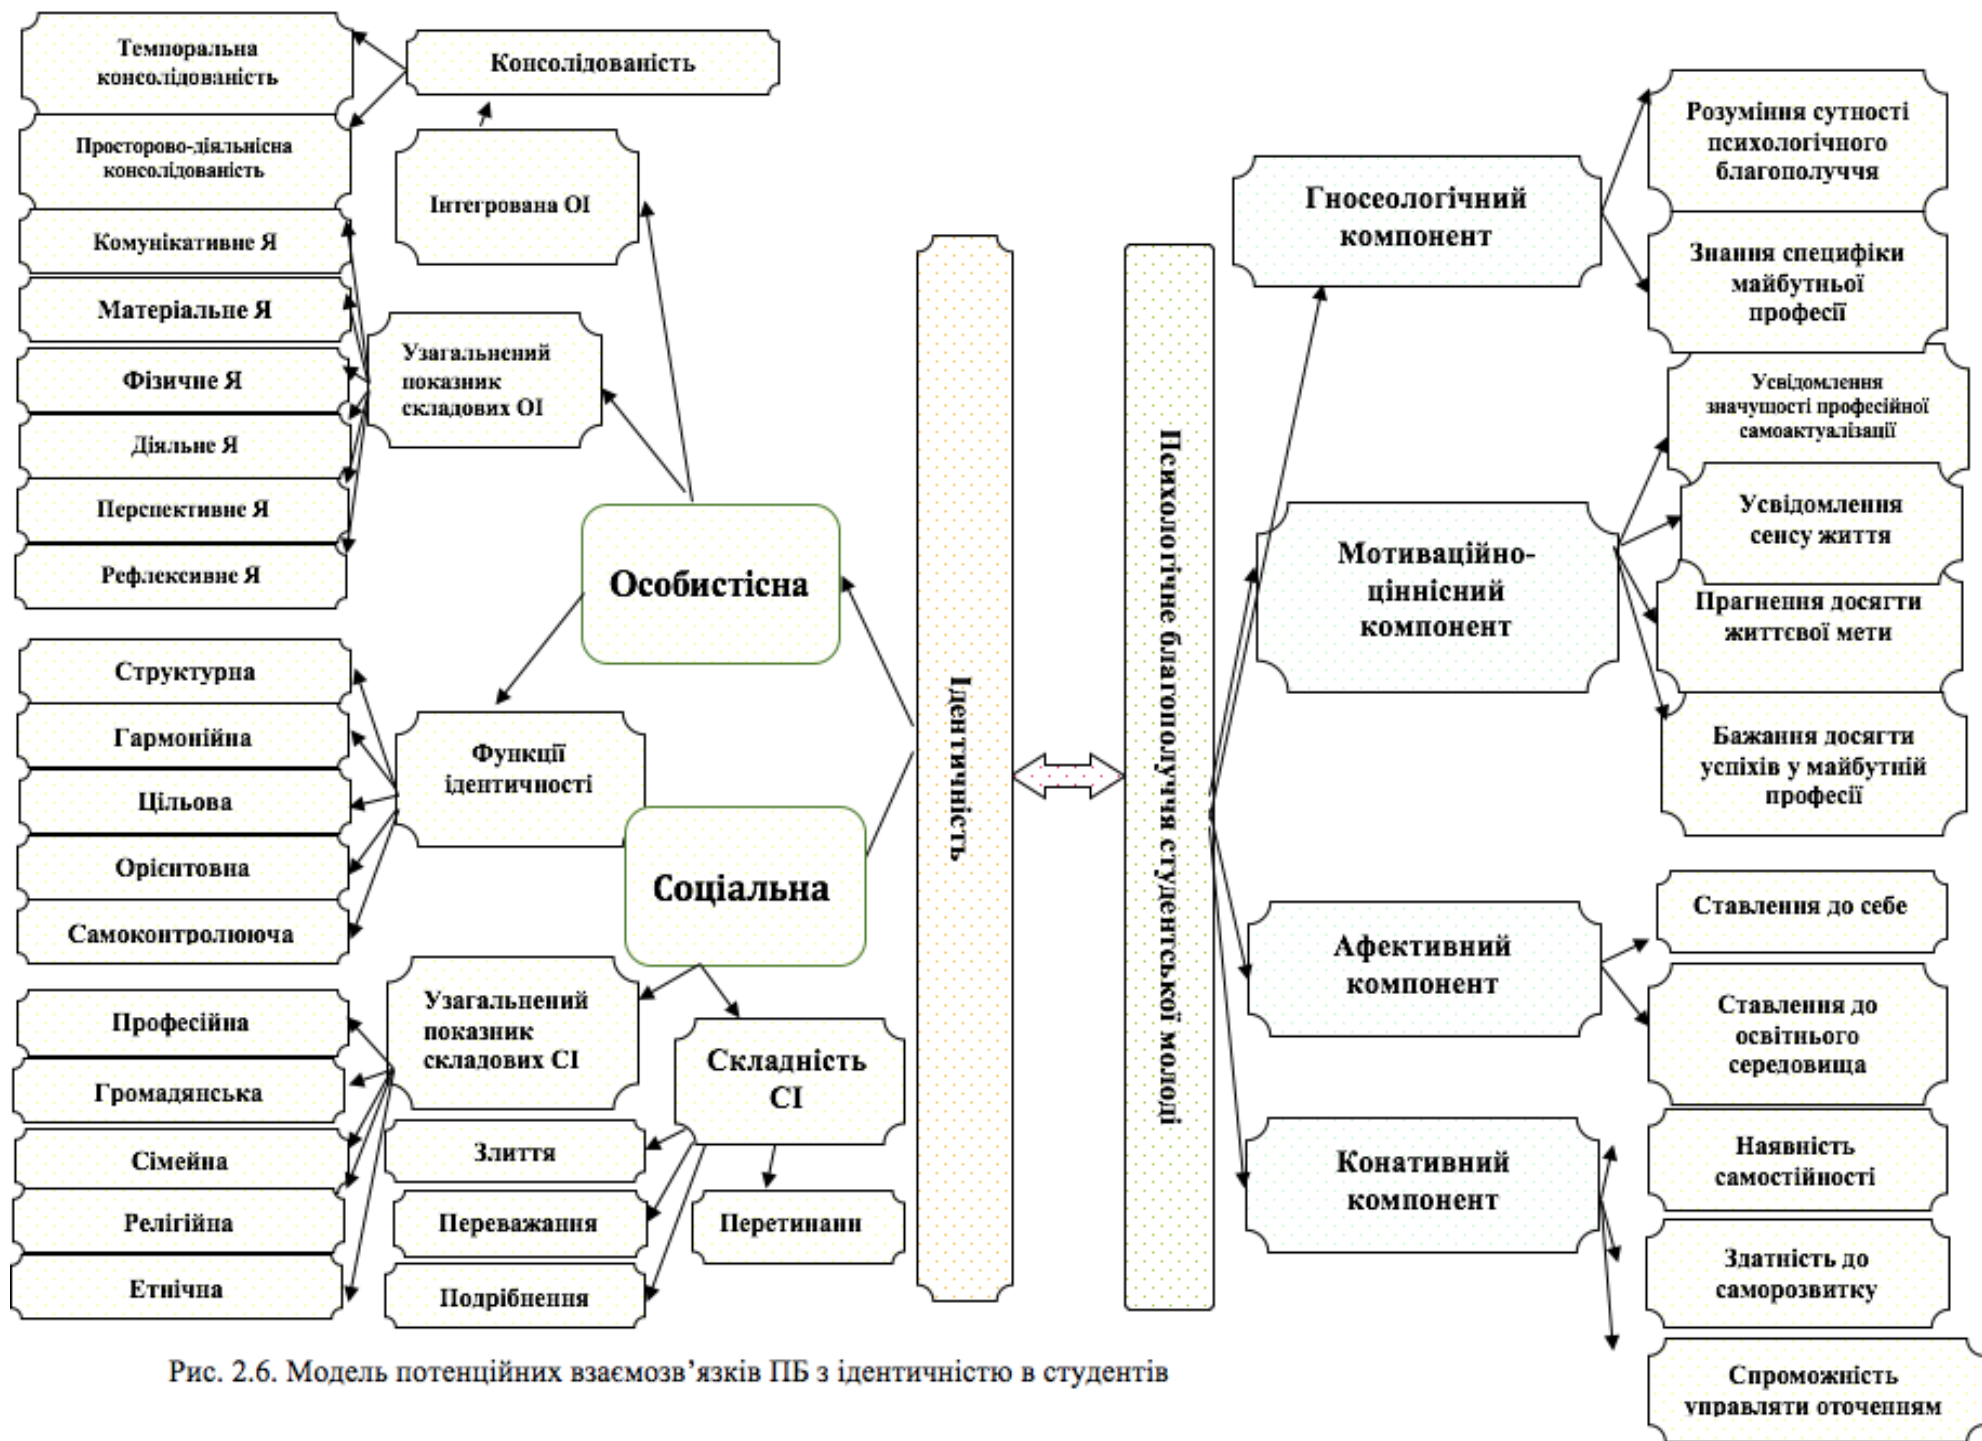 Темпоральна
консолідованість
Консолідованість
Просторово-діяльнісна
консолідованість
Інтегрована ОІ
Комунікативне Я
Матеріальне Я
Фізичне Я
Діяльне Я
Перспективне Я
Рефлексивне Я
Узагальнений
показник
складових ОІ
Особистісна
Структурна
Гармонійна
Цільова
Орієнтовна
Самоконтролююча
Функції
ідентичності
Соціальна
Професійна
Громадянська
Сімейна
Релігійна
Етнічна
Узагальнений
показник
складових СІ
Складність
СІ
Злиття
Переважання
Подрібнення
Перетинанн
Ідентичність
Психологічне благополуччя студентської молоді
Гносеологічний
компонент
Розуміння сутності
психологічного
благополуччя
Знання специфіки
майбутньої
професії
Мотиваційно-
ціннісний
компонент
Усвідомлення
значушості професійної
самоактуалізації
Усвідомлення
сенсу життя
Прагнення досягти
життєвої мети
Бажання досягти
успіхів у майбутній
професії
Афективний
компонент
Ставлення до себе
Ставлення до
освітнього
середовища
Конативний
компонент
Наявність
самостійності
Здатність до
саморозвитку
Спроможність
управляти оточенням
Рис. 2.6. Модель потенційних взаємозв’язків ПБ з ідентичністю в студентів